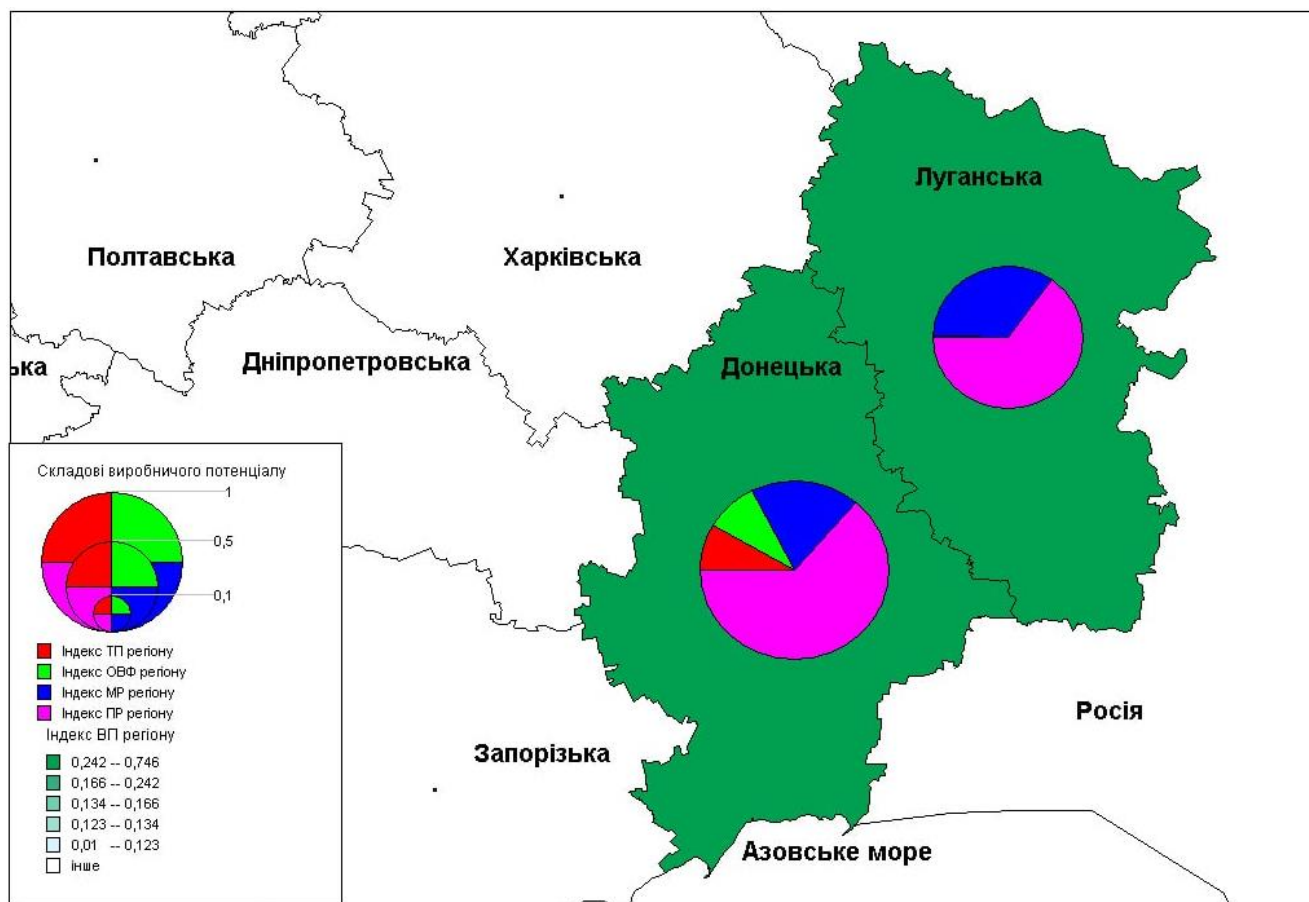 Луганська
Полтавська
Харківська
ька
Дніпропетровська
Донецька
Складові виробничого потенціалу
1
0,5
0,1
Індекс ТП регіону
Індекс ОВФ регіону
Індекс МР регіону
Індекс ПР регіону
Індекс ВП регіону
0,242 -- 0,746
0,166 -- 0,242
0,134 -- 0,166
0,123 -- 0,134
0,01 -- 0,123
інше
Запорізька
Росія
Азовське море